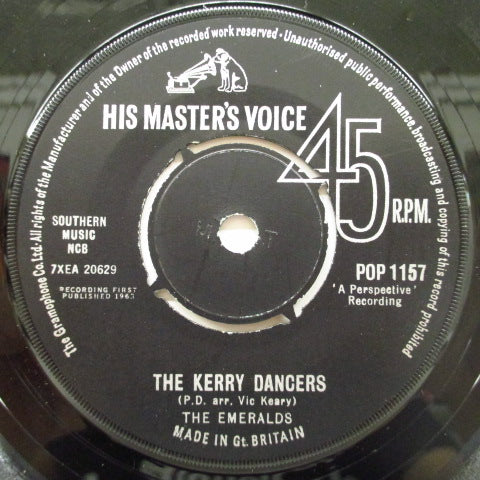 The Gramophone Co. Ltd. All rights of the Manufacturer and of the Owner of the recorded work reserved · Unauthorised public performance, broadcasting and copying of this record prohibited
HIS MASTER'S VOICE
45
R.P.M.
SOUTHERN
MUSIC
NCB
7XEA 20629
RECORDING FIRST
PUBLISHED 1963
POP 1157
'A Perspective'
Recording
THE KERRY DANCERS
(P.D. arr. Vic Keary)
THE EMERALDS
MADE IN Gt. BRITAIN